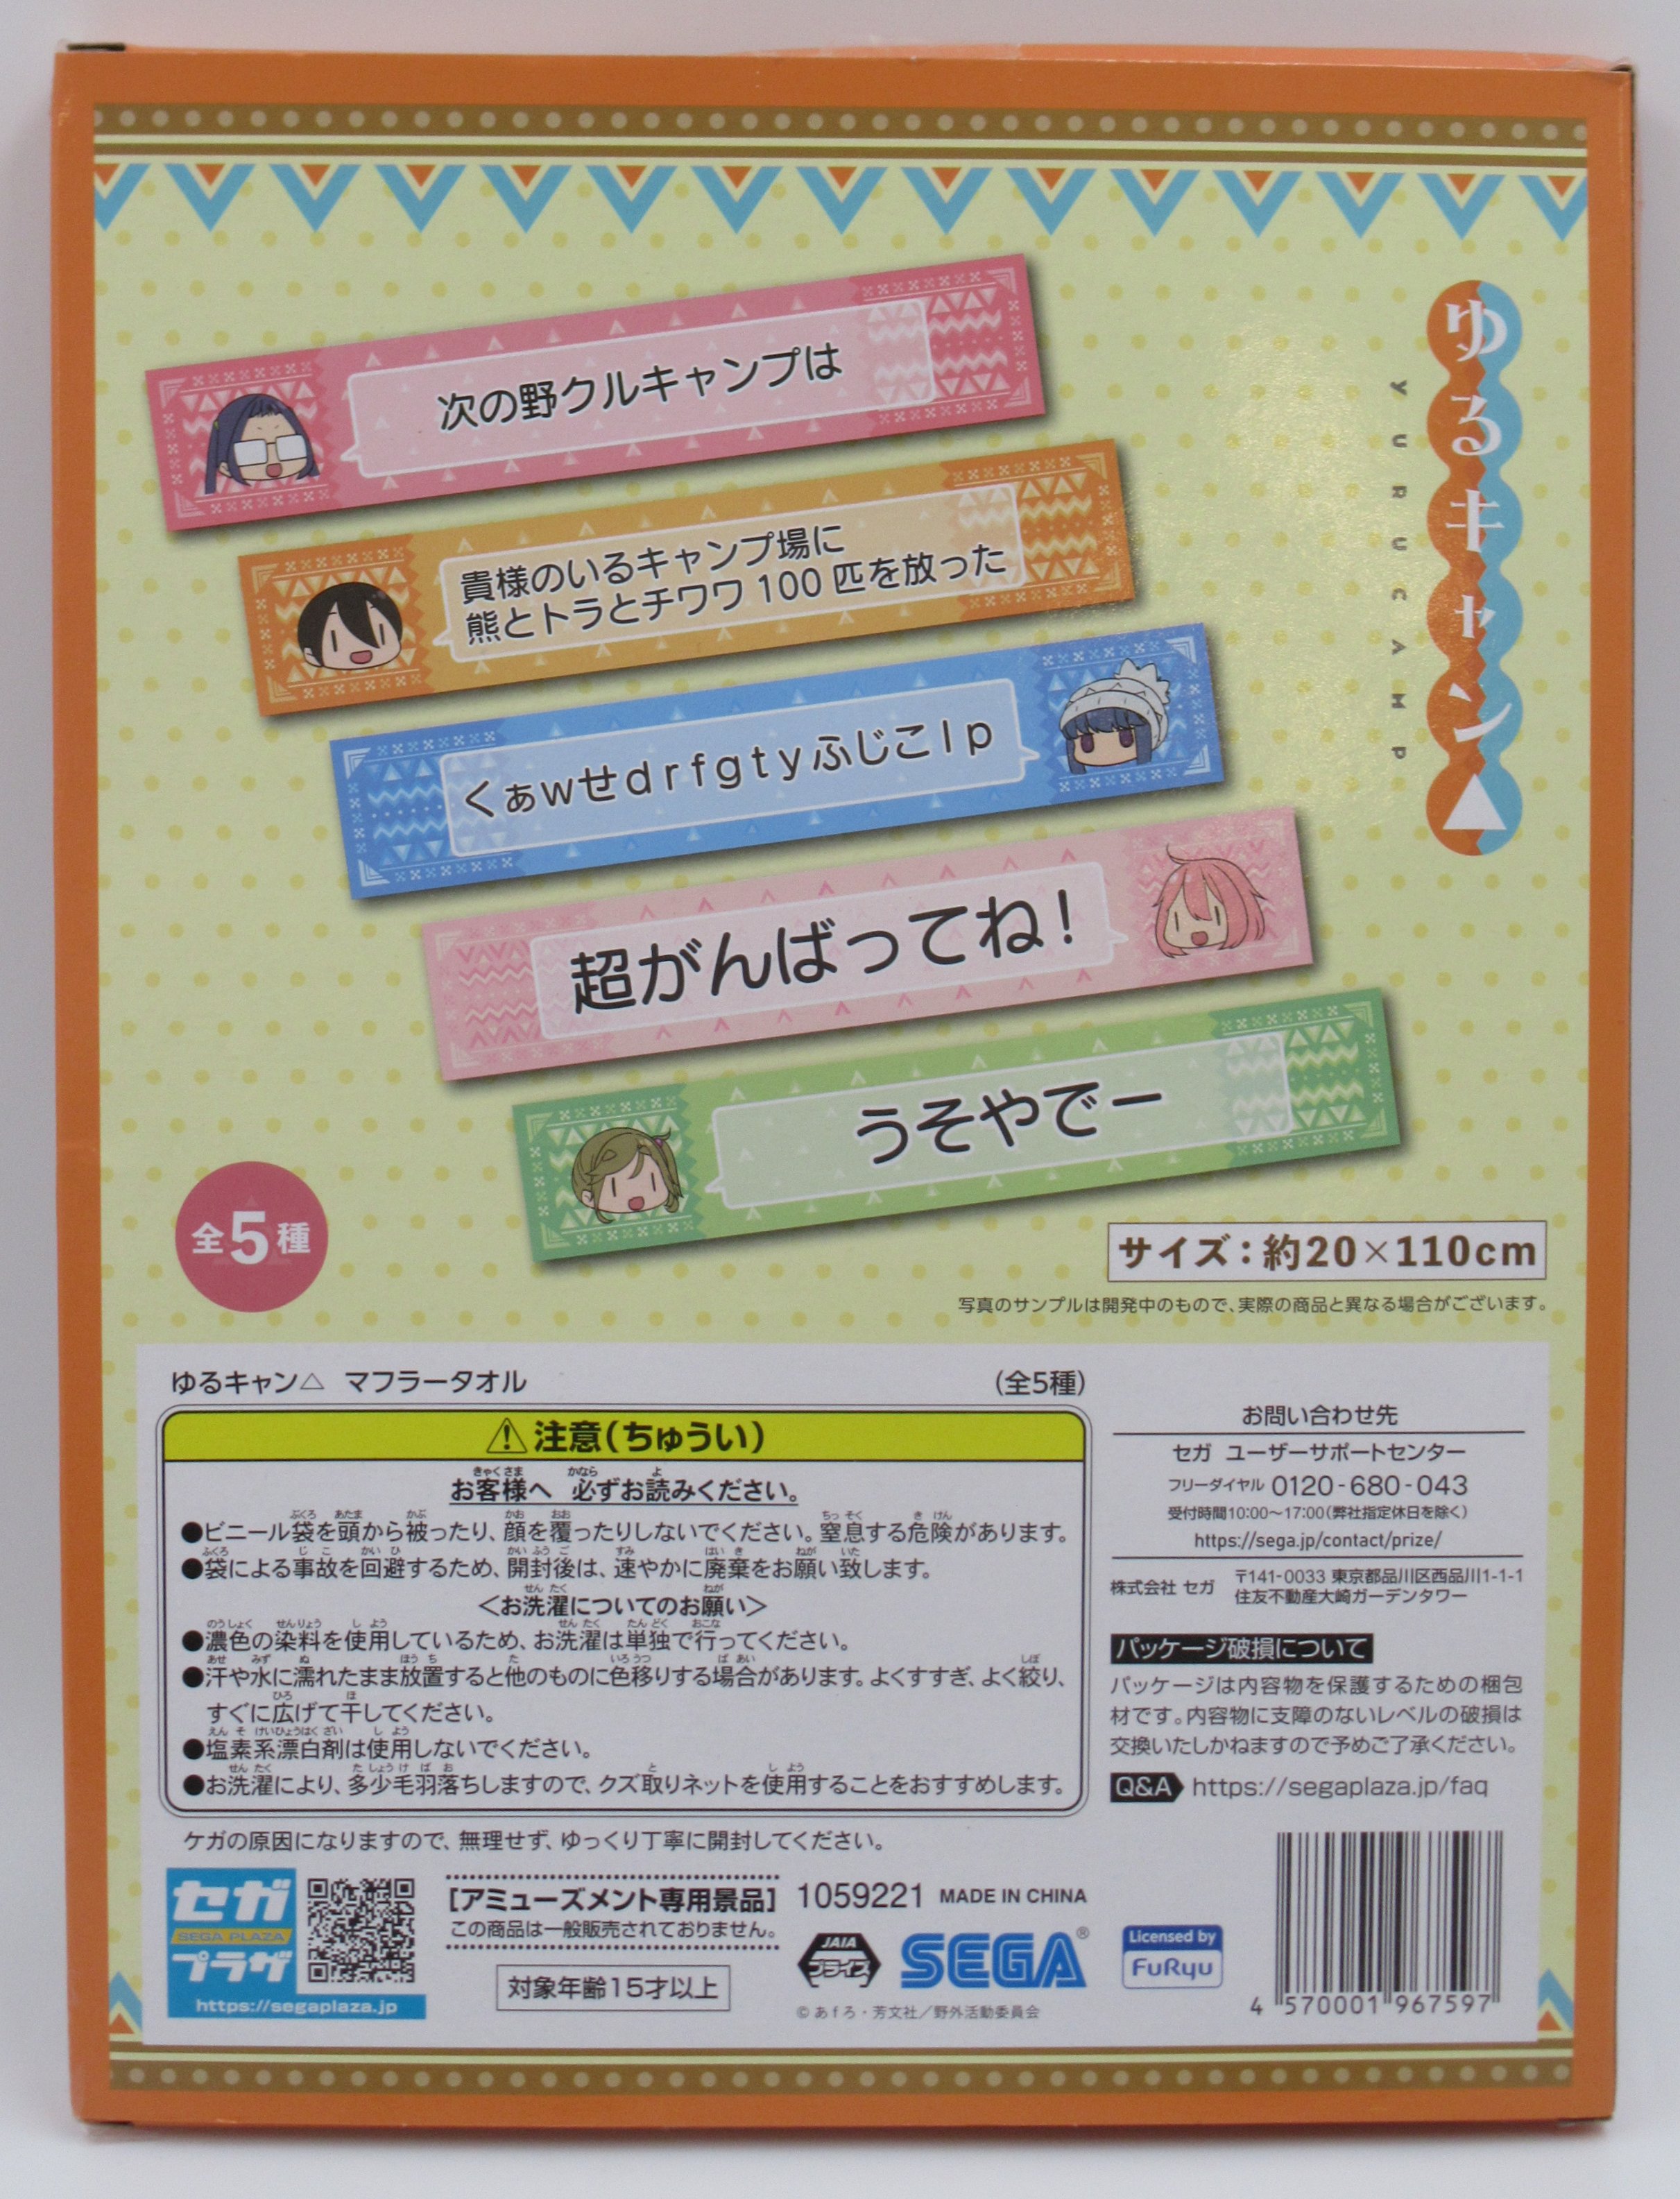 ゆるキャン△
YURUCAMP
次の野クルキャンプは
貴様のいるキャンプ場に
熊とトラとチワワ100匹を放った
くぁwせdrfgtyふじこlp
超がんばってね!
うそやでー
全5種
サイズ:約20×110cm
写真のサンプルは開発中のもので、実際の商品と異なる場合がございます。
ゆるキャン△ マフラータオル (全5種)
⚠注意(ちゅうい)
お客様へ 必ずお読みください。
●ビニール袋を頭から被ったり、顔を覆ったりしないでください。窒息する危険があります。
●袋による事故を回避するため、開封後は、速やかに廃棄をお願い致します。
<お洗濯についてのお願い>
●濃色の染料を使用しているため、お洗濯は単独で行ってください。
●汗や水に濡れたまま放置すると他のものに色移りする場合があります。よくすすぎ、よく絞り、
すぐに広げて干してください。
●塩素系漂白剤は使用しないでください。
●お洗濯により、多少毛羽落ちしますので、クズ取りネットを使用することをおすすめします。
ケガの原因になりますので、無理せず、ゆっくり丁寧に開封してください。
お問い合わせ先
セガ ユーザーサポートセンター
フリーダイヤル 0120-680-043
受付時間10:00〜17:00(弊社指定休日を除く)
https://sega.jp/contact/prize/
株式会社 セガ
〒141-0033 東京都品川区西品川1-1-1
住友不動産大崎ガーデンタワー
パッケージ破損について
パッケージは内容物を保護するための梱包
材です。内容物に支障のないレベルの破損は
交換いたしかねますので予めご了承ください。
Q&A https://segaplaza.jp/faq
セガ
SEGA PLAZA
プラザ
https://segaplaza.jp
[アミューズメント専用景品]
この商品は一般販売されておりません。
対象年齢15才以上
1059221 MADE IN CHINA
JAIA
プライズ
SEGA®
©あfろ・芳文社/野外活動委員会
Licensed by
FuRyu
4 570001 967597